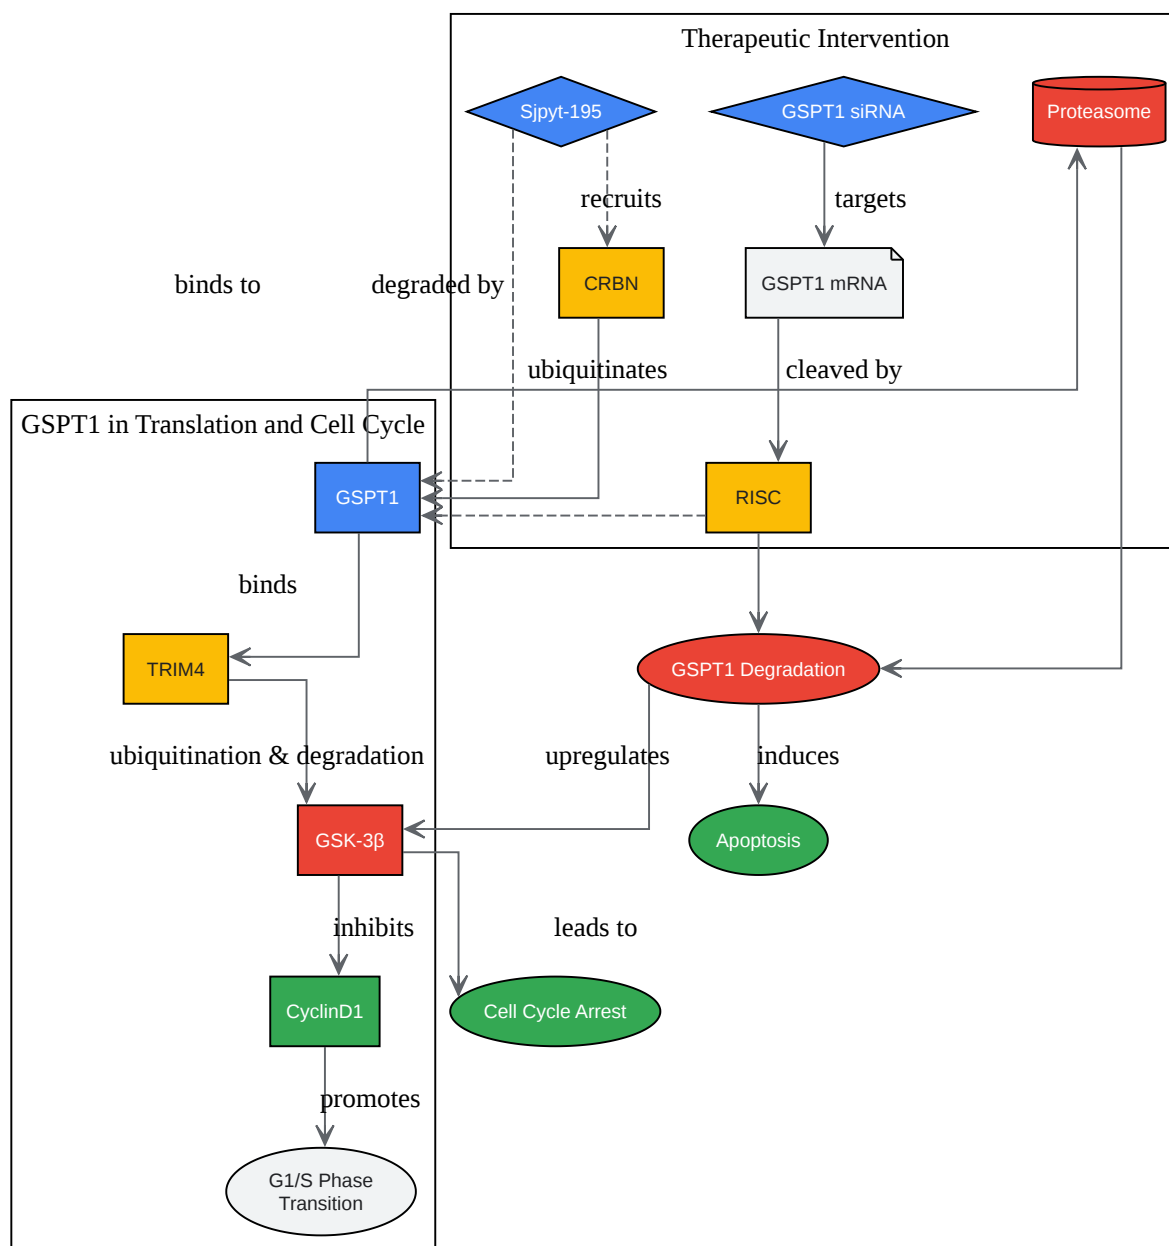 Therapeutic Intervention
Sjpyt-195
GSPT1 siRNA
Proteasome
recruits
targets
binds to
degraded by
CRBN
GSPT1 mRNA
ubiquitinates
cleaved by
GSPT1 in Translation and Cell Cycle
GSPT1
RISC
binds
TRIM4
GSPT1 Degradation
ubiquitination & degradation
upregulates
induces
GSK-3β
Apoptosis
inhibits
leads to
CyclinD1
Cell Cycle Arrest
promotes
G1/S Phase
Transition